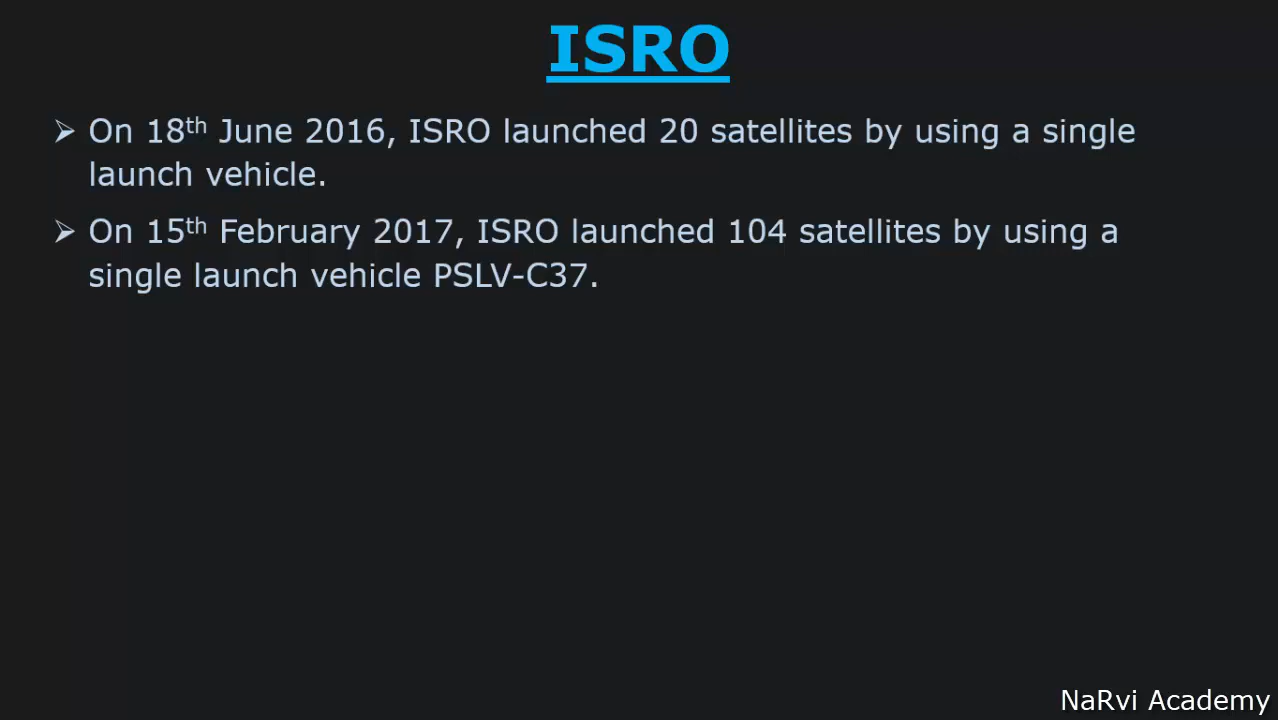 ISRO
➢ On 18th June 2016, ISRO launched 20 satellites by using a single
launch vehicle.
➢ On 15th February 2017, ISRO launched 104 satellites by using a
single launch vehicle PSLV-C37.
NaRvi Academy